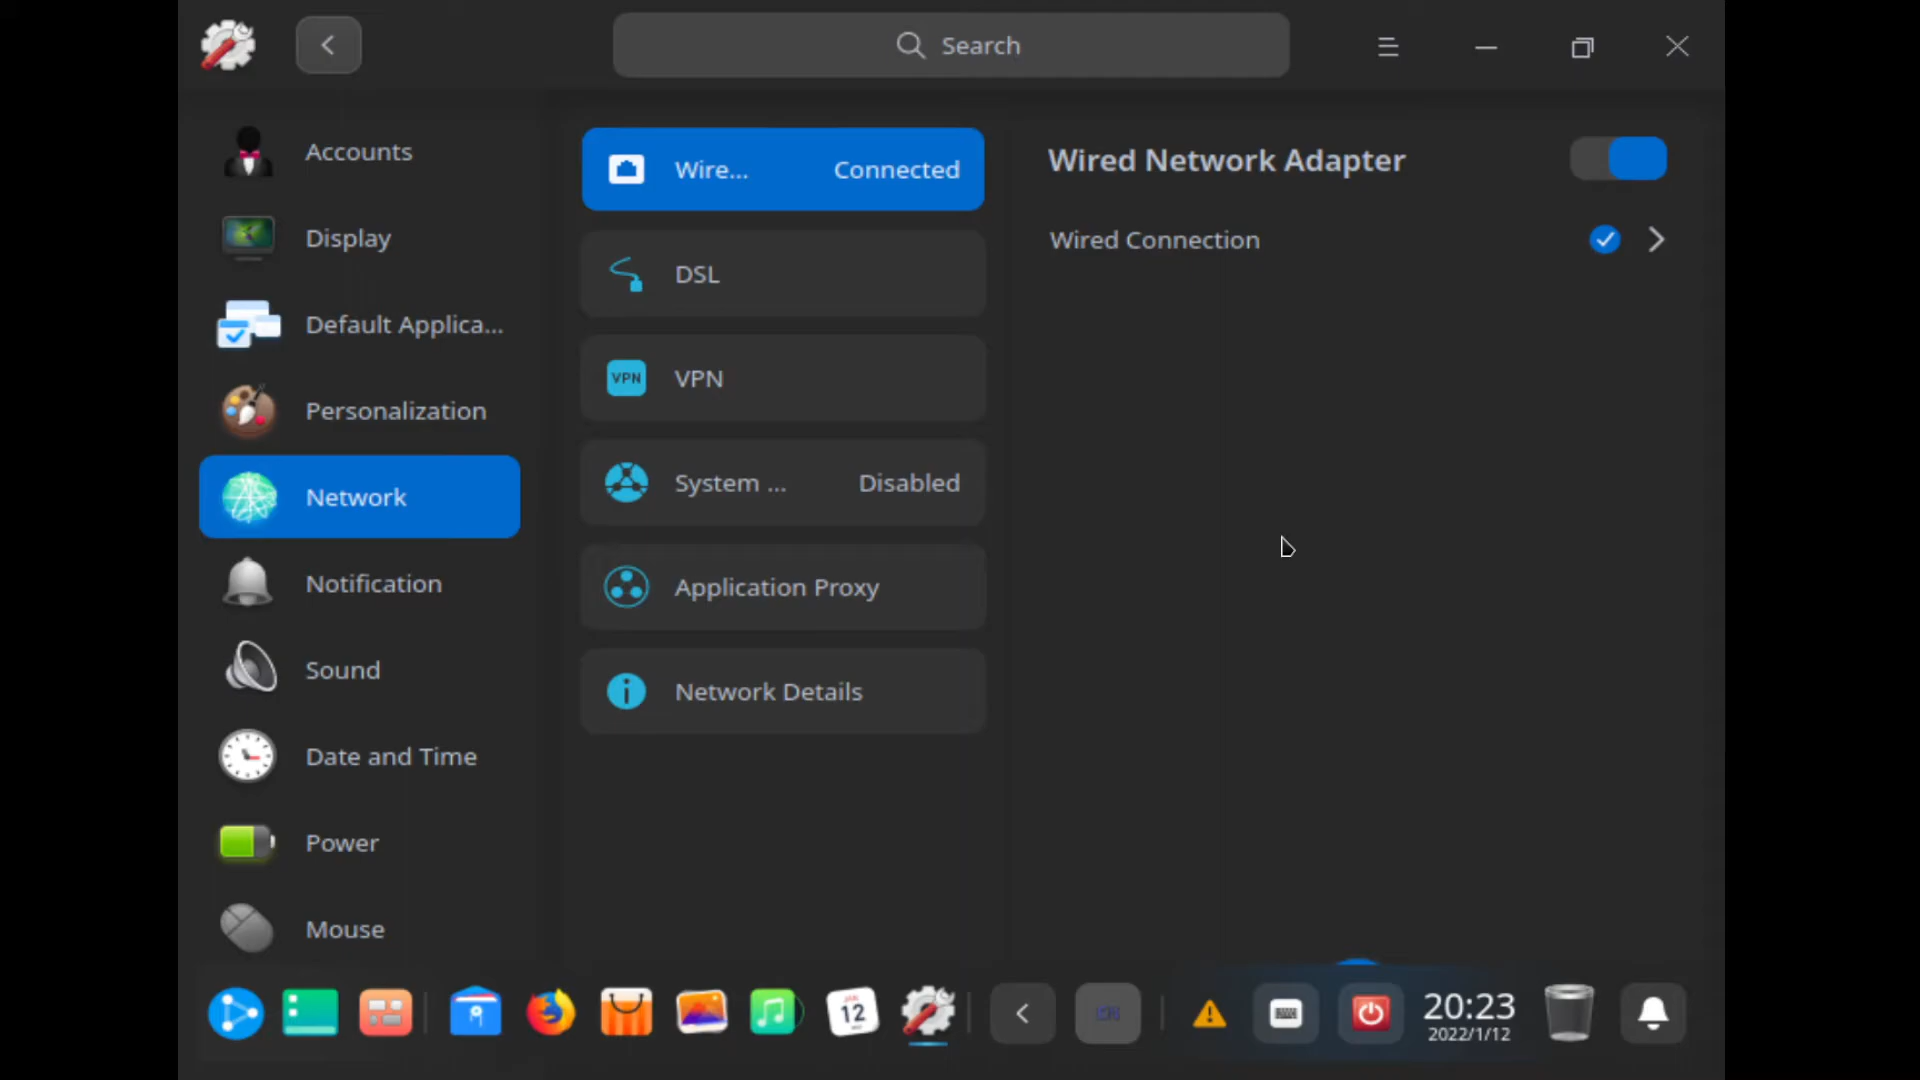 Search
Accounts
Display
Default Applica...
Personalization
Network
Notification
Sound
Date and Time
Power
Mouse
Wire... Connected
DSL
VPN VPN
System ... Disabled
Application Proxy
Network Details
Wired Network Adapter
Wired Connection
JAN
12
20:23
2022/1/12